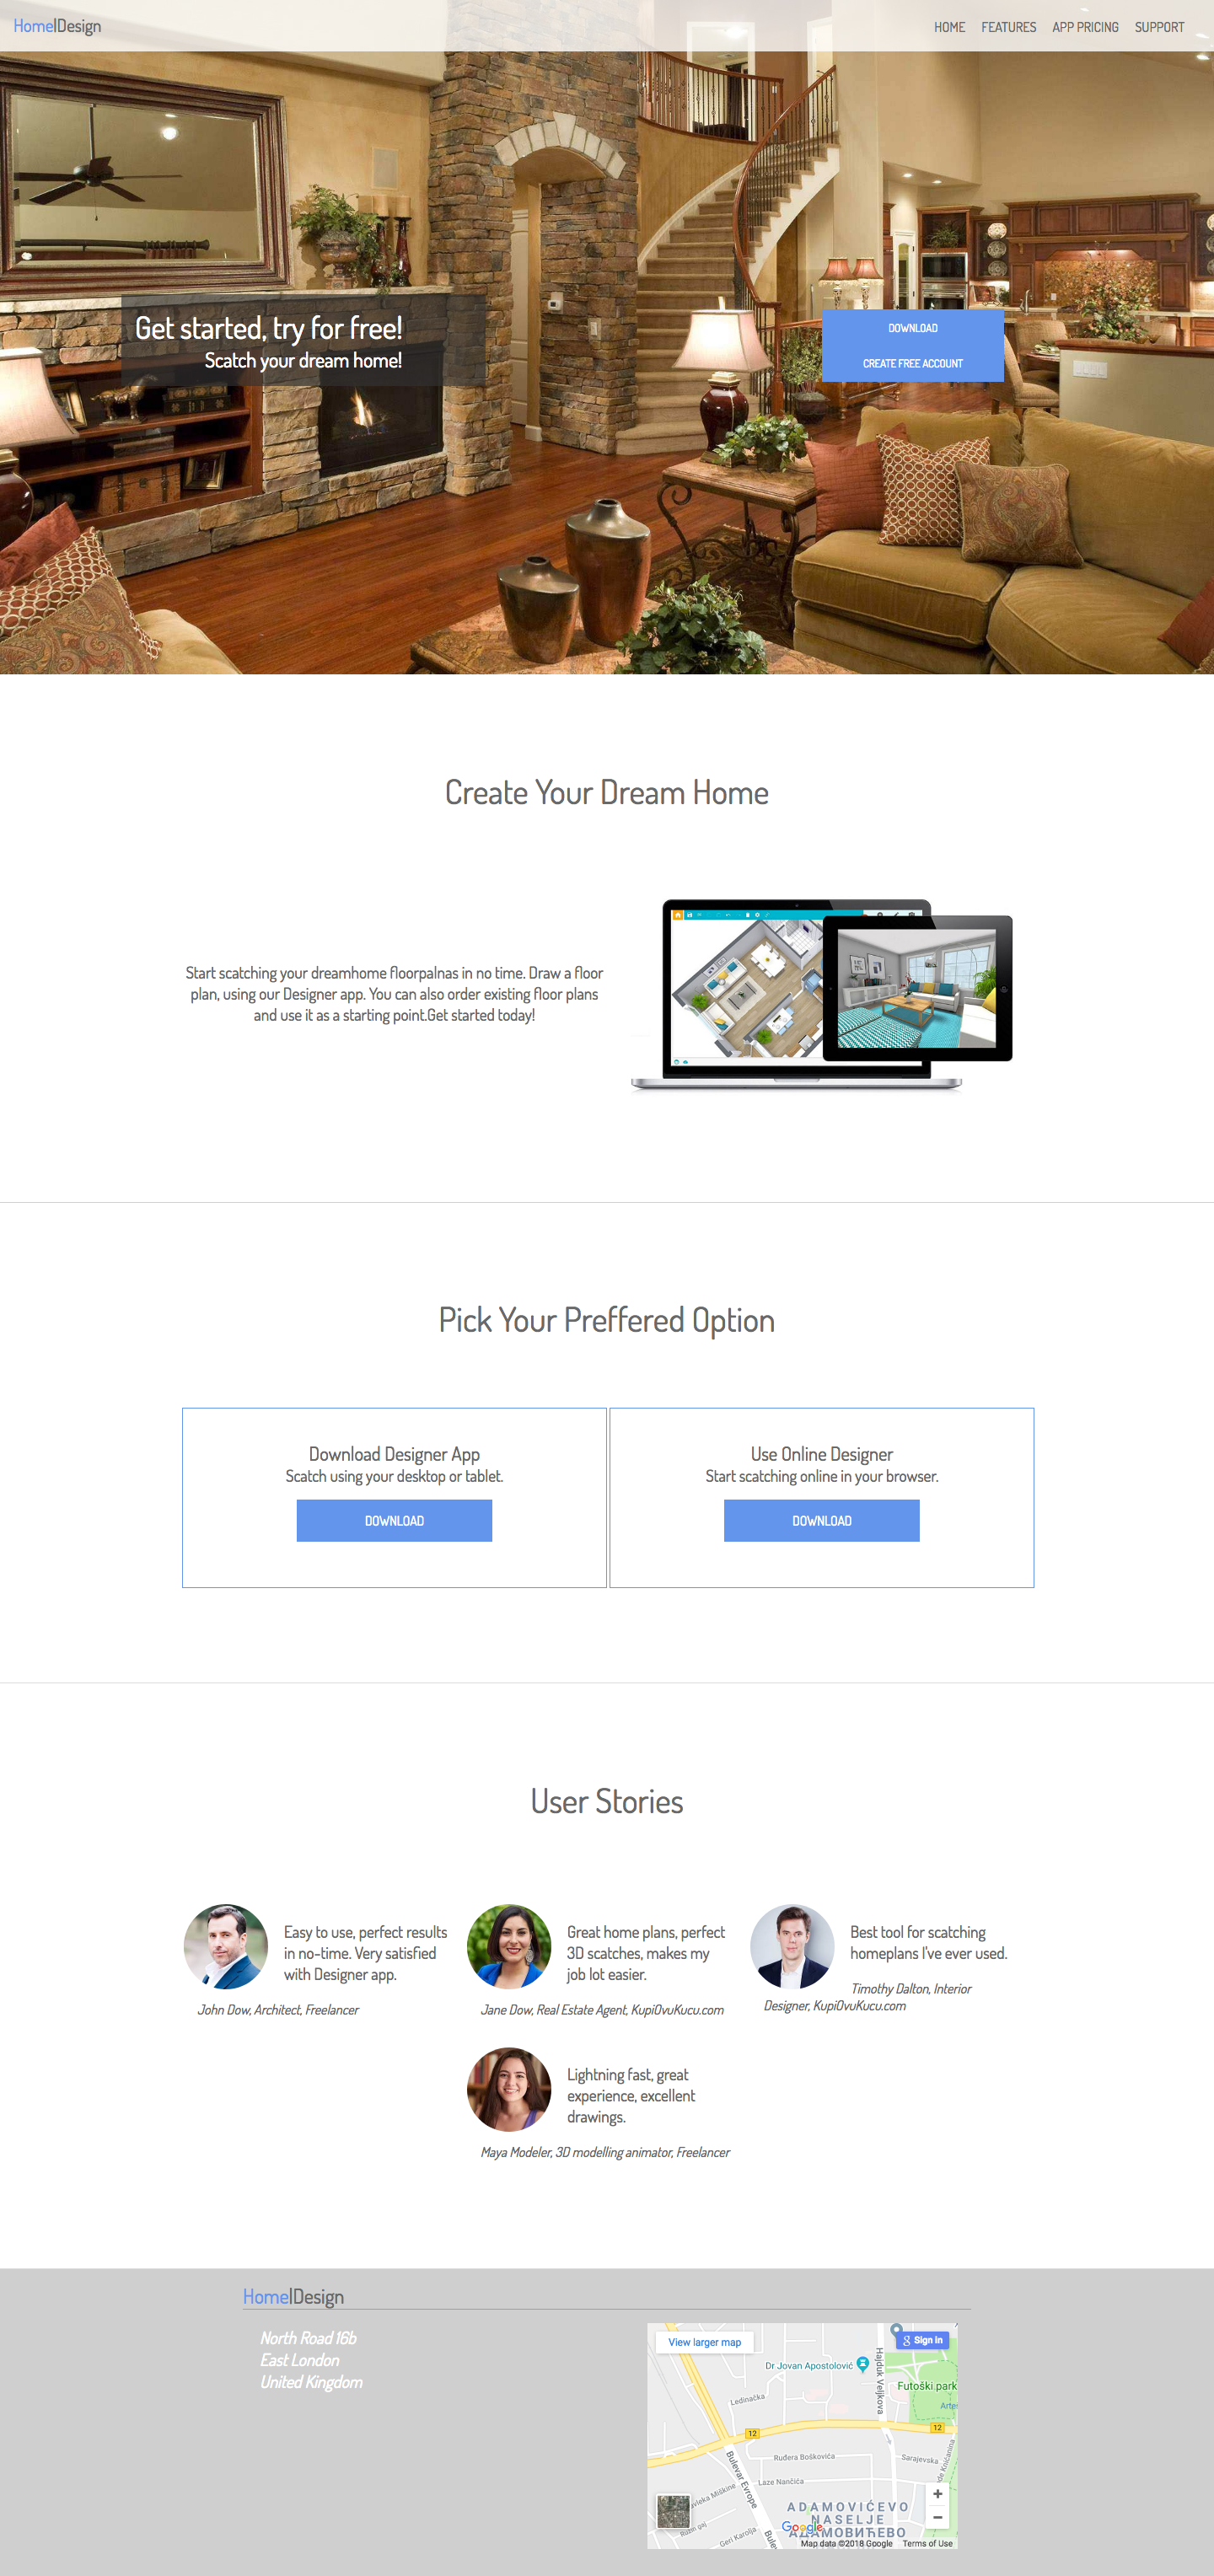 Home|Design
HOME FEATURES APP PRICING SUPPORT
Get started, try for free!
Scatch your dream home!
DOWNLOAD
CREATE FREE ACCOUNT
Create Your Dream Home
Start scatching your dreamhome floorpalnas in no time. Draw a floor
plan, using our Designer app. You can also order existing floor plans
and use it as a starting point.Get started today!
Pick Your Preffered Option
Download Designer App
Scatch using your desktop or tablet.
DOWNLOAD
Use Online Designer
Start scatching online in your browser.
DOWNLOAD
User Stories
Easy to use, perfect results
in no-time. Very satisfied
with Designer app.
John Dow, Architect, Freelancer
Great home plans, perfect
3D scatches, makes my
job lot easier.
Jane Dow, Real Estate Agent, KupiOvuKucu.com
Best tool for scatching
homeplans I've ever used.
Timothy Dalton, Interior
Designer, KupiOvuKucu.com
Lightning fast, great
experience, excellent
drawings.
Maya Modeler, 3D modelling animator, Freelancer
Home|Design
North Road 16b
East London
United Kingdom
View larger map
Sign in
Dr Jovan Apostolović
Hajduk Veljkova
Futoški park
Ledinačka
12
12
Ruđera Boškovića
Sarajevska
Bulevar Evrope
Laze Nančića
Miškine
Rumi gaj
Geri Karolja
ADAMOVIĆEVO
NASELJE
АДАМОВИЋЕВО
Google
Map data ©2018 Google Terms of Use